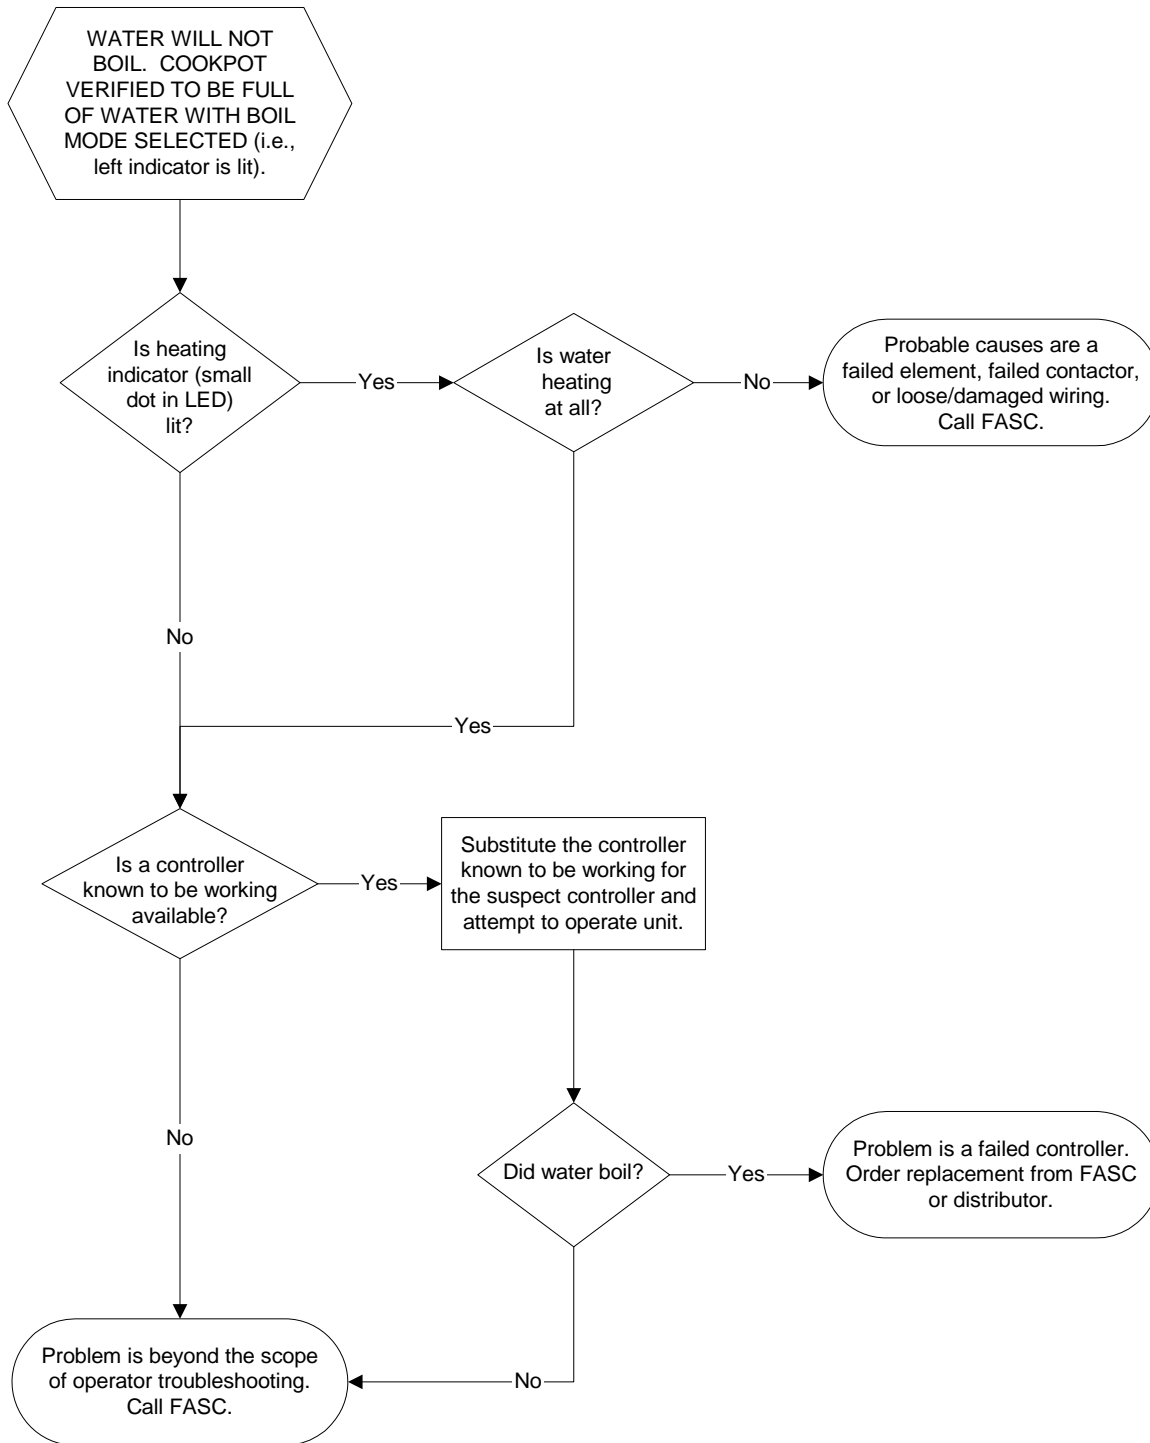 WATER WILL NOT
BOIL. COOKPOT
VERIFIED TO BE FULL
OF WATER WITH BOIL
MODE SELECTED (i.e.,
left indicator is lit).
Is heating
indicator (small
dot in LED)
lit?
Yes
Is water
heating
at all?
No
Probable causes are a
failed element, failed contactor,
or loose/damaged wiring.
Call FASC.
No
Yes
Is a controller
known to be working
available?
Yes
Substitute the controller
known to be working for
the suspect controller and
attempt to operate unit.
No
Did water boil?
Yes
Problem is a failed controller.
Order replacement from FASC
or distributor.
Problem is beyond the scope
of operator troubleshooting.
Call FASC.
No